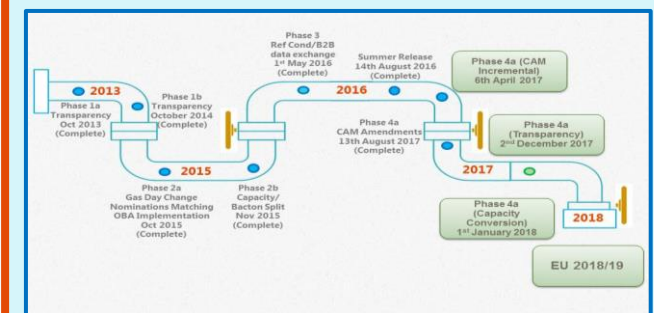 2013
Phase 1a
Transparency
Oct 2013
(Complete)
Phase 1b
Transparency
October 2014
(Complete)
2015
Phase 2a
Gas Day Change
Nominations Matching
OBA Implementation
Oct 2015
(Complete)
Phase 2b
Capacity/
Bacton Split
Nov 2015
(Complete)
Phase 3
Ref Cond/B2B
data exchange
1st May 2016
(Complete)
2016
Summer Release
14th August 2016
(Complete)
Phase 4a
CAM Amendments
13th August 2017
(Complete)
Phase 4a (CAM
Incremental)
6th April 2017
Phase 4a
(Transparency)
2nd December 2017
2017
Phase 4a
(Capacity
Conversion)
1st January 2018
2018
EU 2018/19